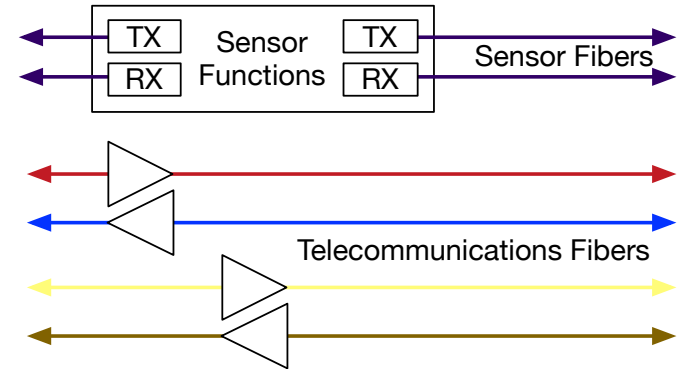 TX
Sensor
TX
RX
Functions
RX
Sensor Fibers
Telecommunications Fibers